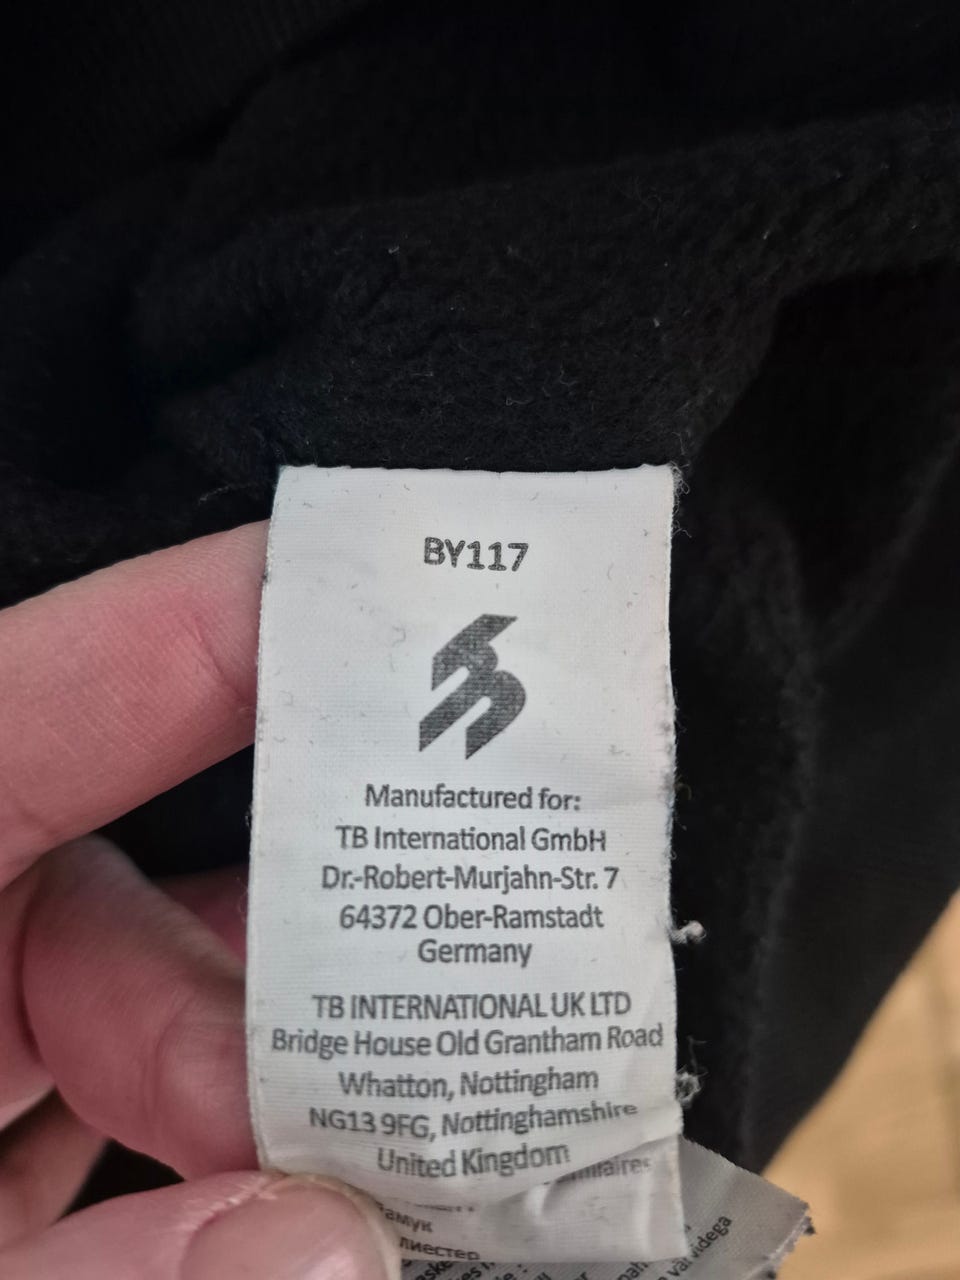 BY117
Manufactured for:
TB International GmbH
Dr.-Robert-Murjahn-Str. 7
64372 Ober-Ramstadt
Germany
TB INTERNATIONAL UK LTD
Bridge House Old Grantham Road
Whatton, Nottingham
NG13 9FG, Nottinghamshire
United Kingdom